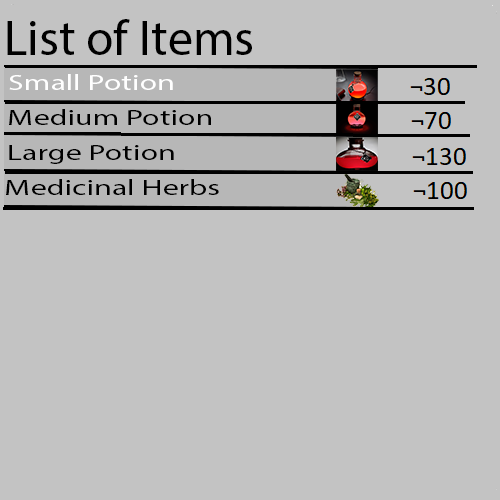 List of Items
Small Potion ¬30
Medium Potion ¬70
Large Potion ¬130
Medicinal Herbs ¬100